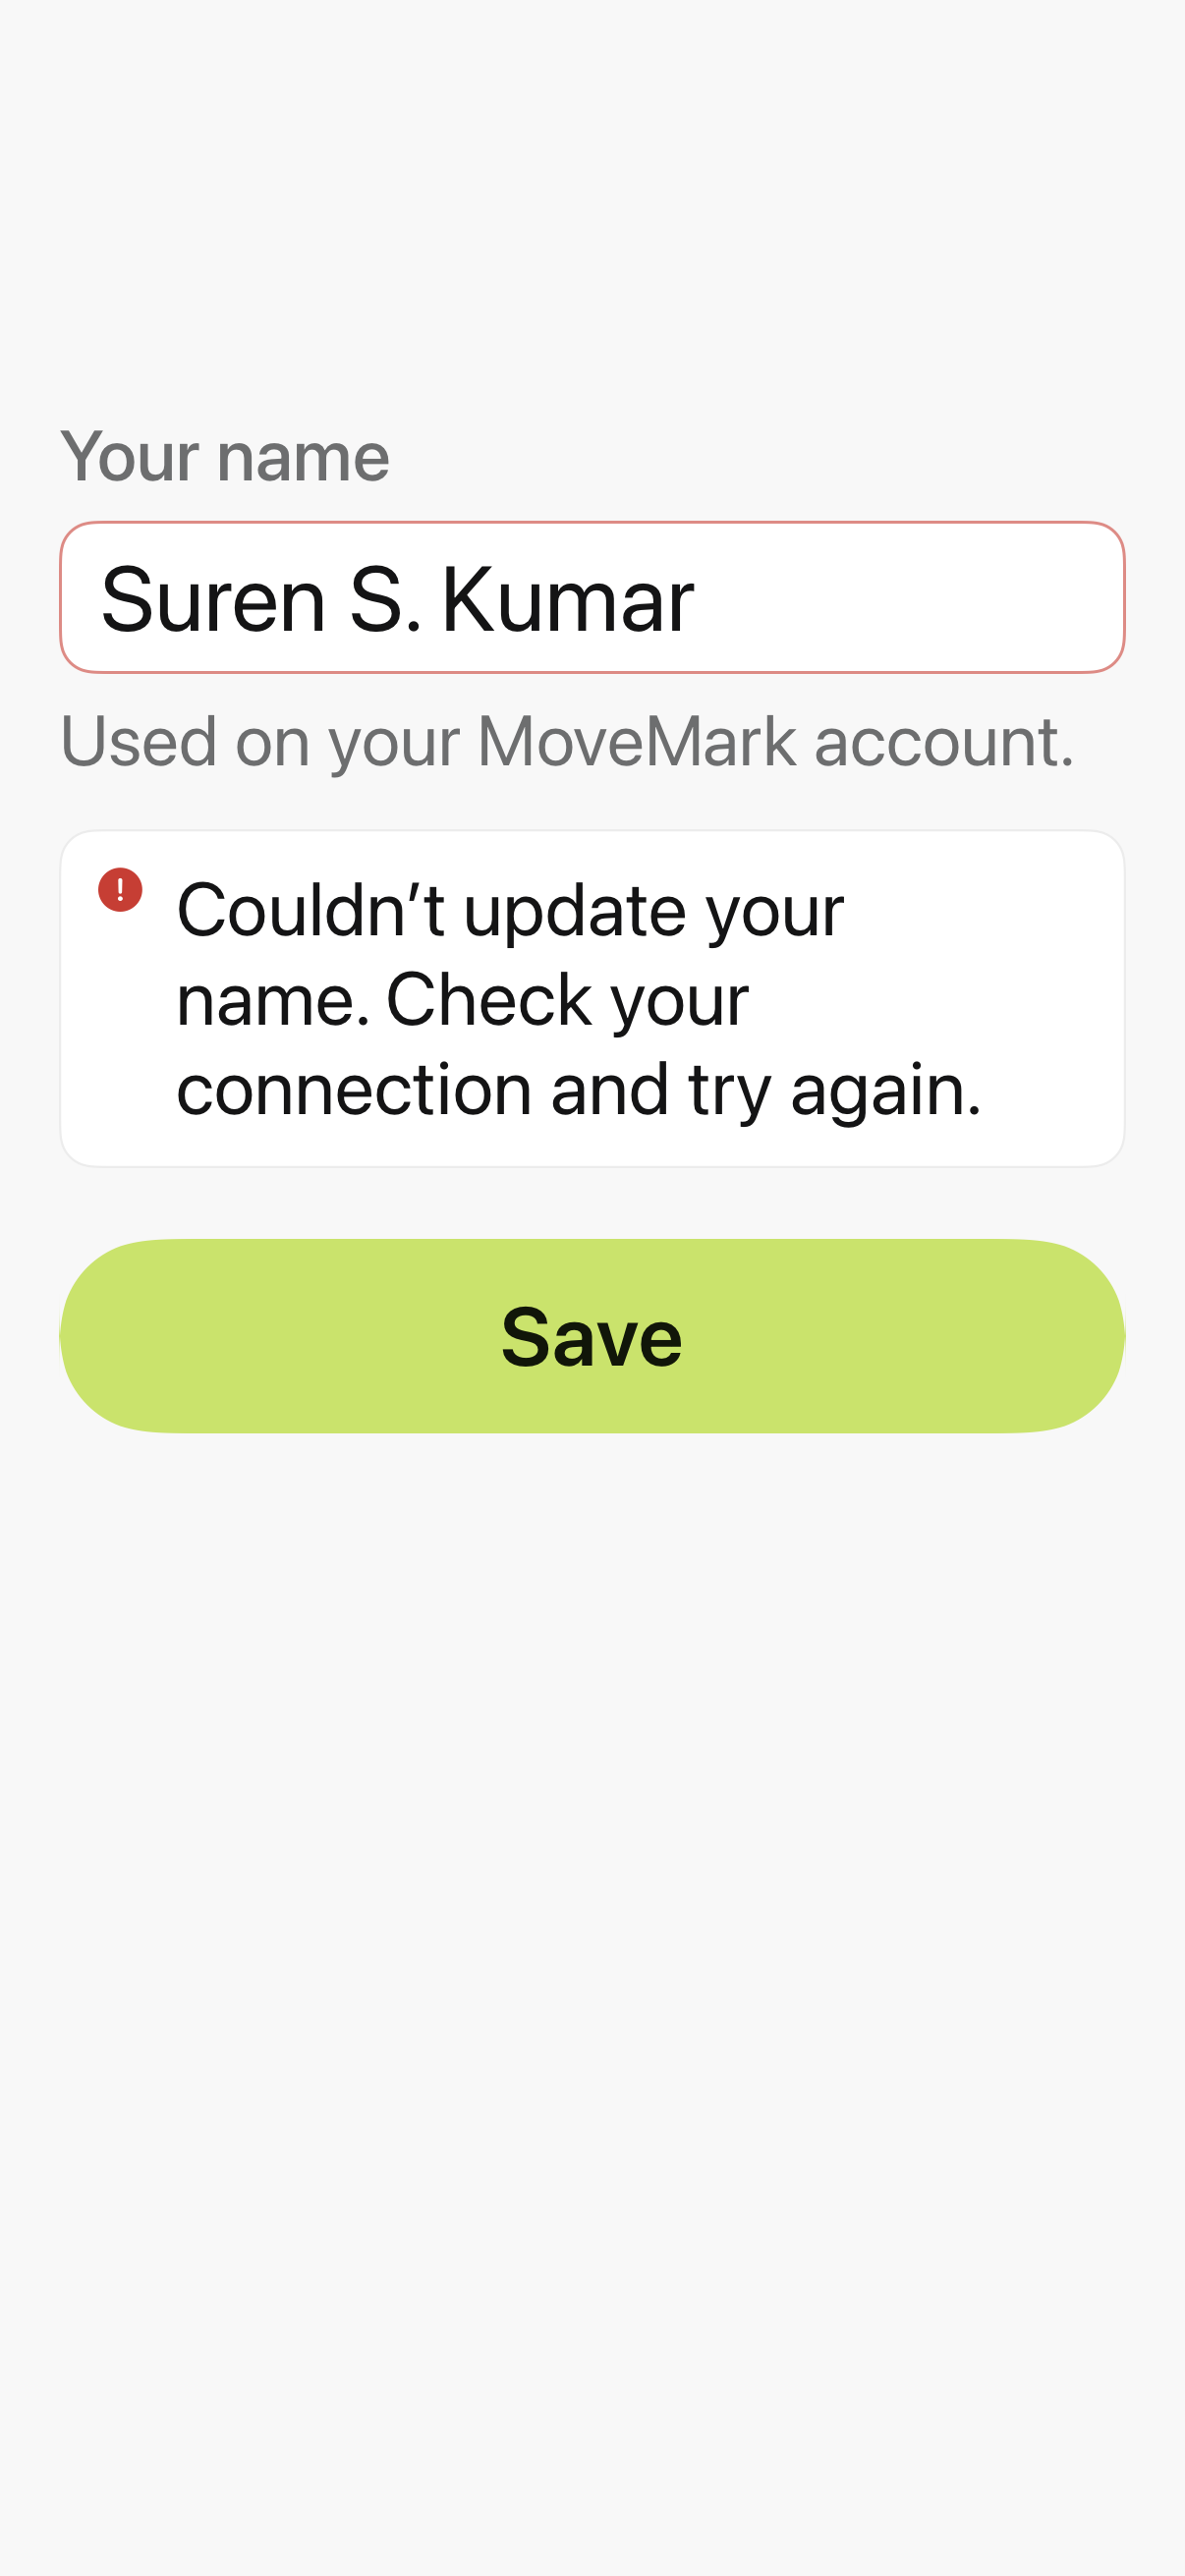 Your name
Suren S. Kumar
Used on your MoveMark account.
Couldn’t update your
name. Check your
connection and try again.
Save